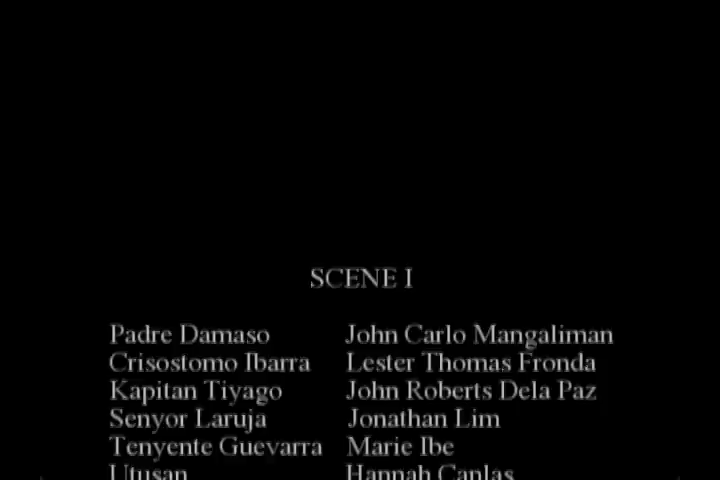 SCENE I
Padre Damaso John Carlo Mangaliman
Crisostomo Ibarra Lester Thomas Fronda
Kapitan Tiyago John Roberts Dela Paz
Senyor Laruja Jonathan Lim
Tenyente Guevarra Marie Ibe
Utusan Hannah Canlas